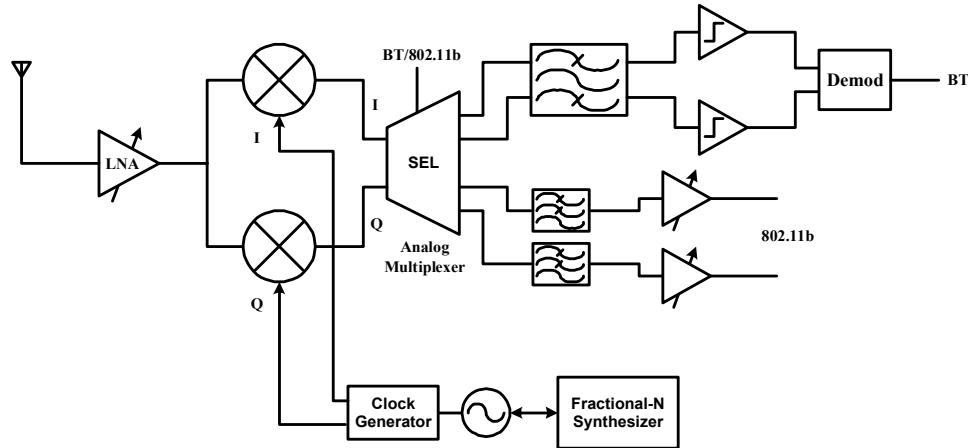 BT/802.11b
I
LNA
I
SEL
Demod
BT
Q
Q
Analog
Multiplexer
802.11b
Clock
Generator
Fractional-N
Synthesizer